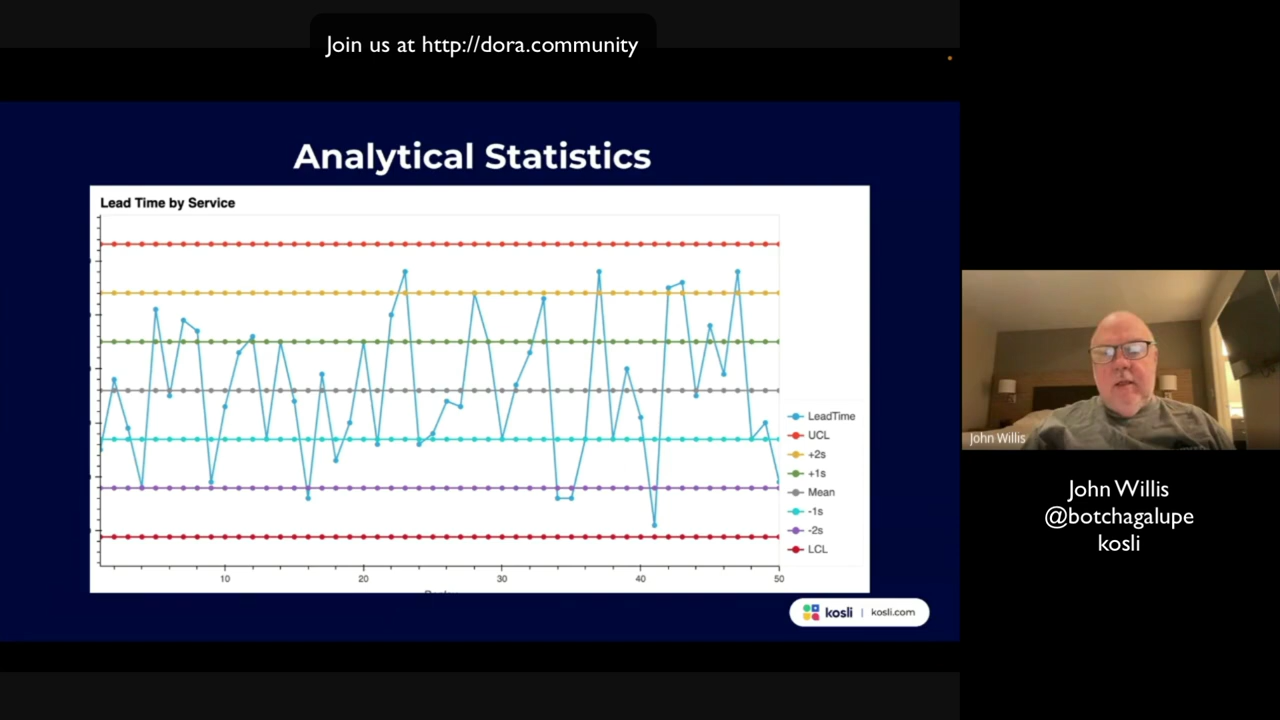 Join us at http://dora.community
Analytical Statistics
Lead Time by Service
LeadTime
UCL
+2s
+1s
Mean
-1s
-2s
LCL
10
20
30
40
50
kosli | kosli.com
John Willis
John Willis
@botchagalupe
kosli